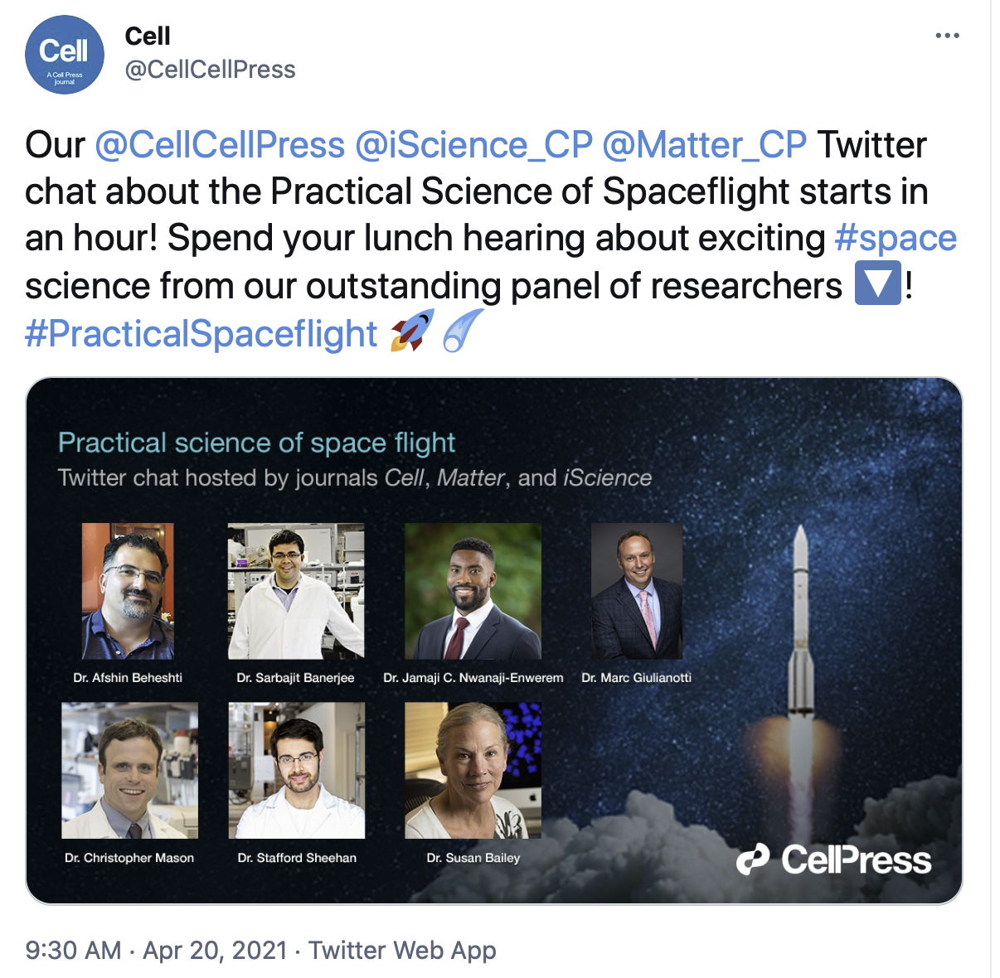 Cell
@CellCellPress
Cell
A Cell Press
journal
Our @CellCellPress @iScience_CP @Matter_CP Twitter
chat about the Practical Science of Spaceflight starts in
an hour! Spend your lunch hearing about exciting #space
science from our outstanding panel of researchers 🔽!
#PracticalSpaceflight 🚀☄️
Practical science of space flight
Twitter chat hosted by journals Cell, Matter, and iScience
Dr. Afshin Beheshti
Dr. Sarbajit Banerjee
Dr. Jamaji C. Nwanaji-Enwerem
Dr. Marc Giulianotti
Dr. Christopher Mason
Dr. Stafford Sheehan
Dr. Susan Bailey
CellPress
9:30 AM · Apr 20, 2021 · Twitter Web App